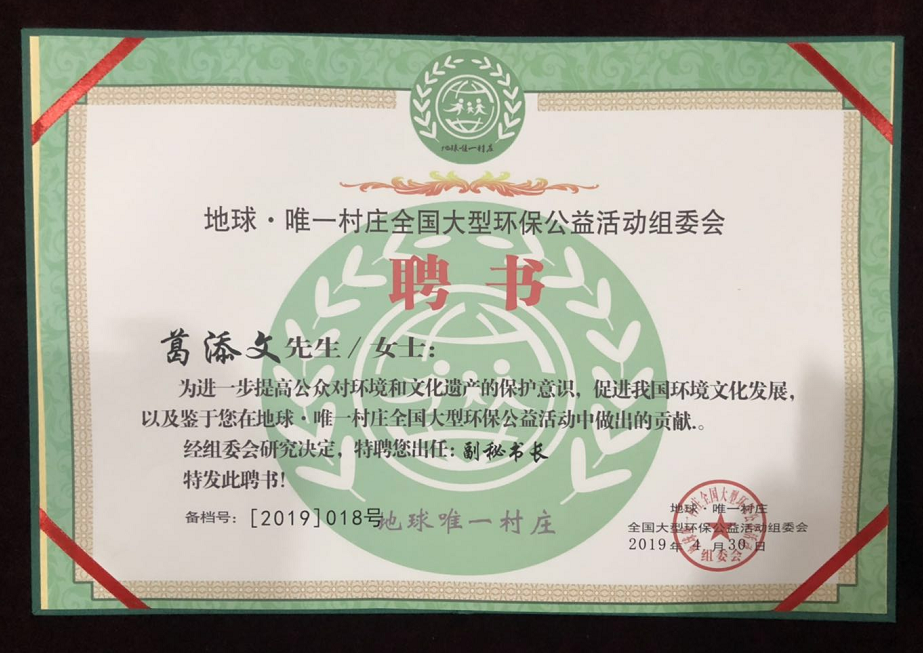 地球唯一村庄
地球·唯一村庄全国大型环保公益活动组委会
聘书
葛添文先生/女士:
为进一步提高公众对环境和文化遗产的保护意识,促进我国环境文化发展,
以及鉴于您在地球·唯一村庄全国大型环保公益活动中做出的贡献.。
经组委会研究决定,特聘您出任:副秘书长
特发此聘书!
备档号:[2019]018号
地球唯一村庄
地球·唯一村庄
全国大型环保公益活动组委会
2019年4月30日
组委会